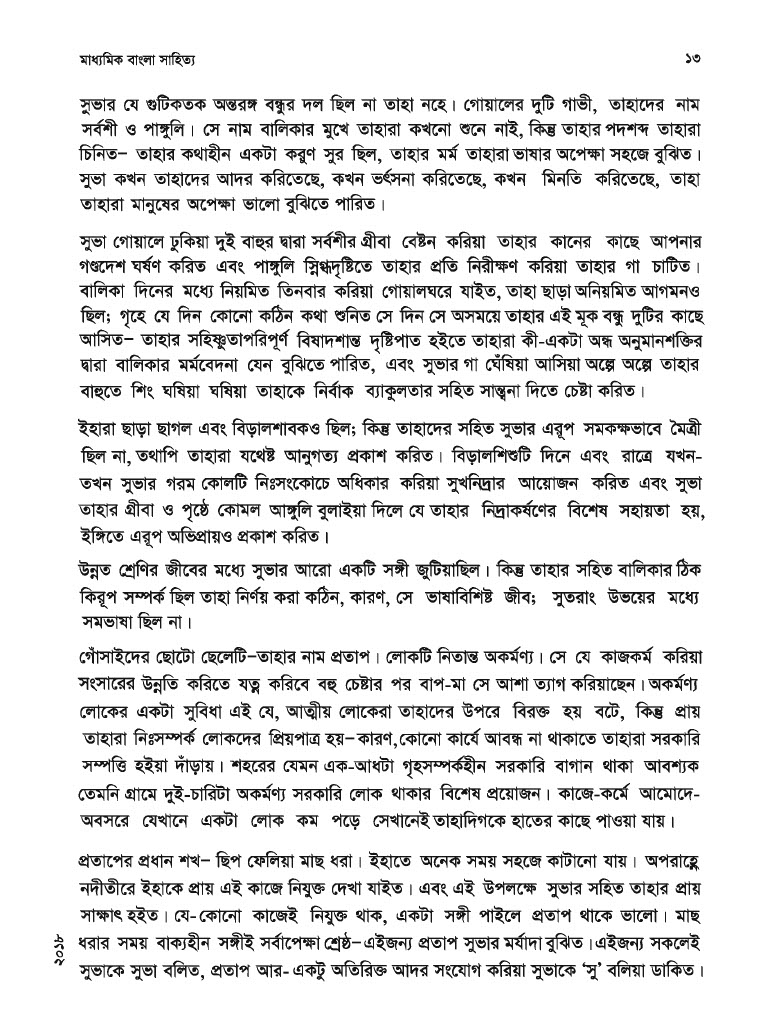 মাধ্যমিক বাংলা সাহিত্য ১৩
সুভার যে গুটিকতক অন্তরঙ্গ বন্ধুর দল ছিল না তাহা নহে। গোয়ালের দুটি গাভী, তাহাদের নাম
সর্বশী ও পাঙ্গুলি। সে নাম বালিকার মুখে তাহারা কখনো শুনে নাই, কিন্তু তাহার পদশব্দ তাহারা
চিনিত– তাহার কথাহীন একটা করুণ সুর ছিল, তাহার মর্ম তাহারা ভাষার অপেক্ষা সহজে বুঝিত।
সুভা কখন তাহাদের আদর করিতেছে, কখন ভর্ৎসনা করিতেছে, কখন মিনতি করিতেছে, তাহা
তাহারা মানুষের অপেক্ষা ভালো বুঝিতে পারিত।
সুভা গোয়ালে ঢুকিয়া দুই বাহুর দ্বারা সর্বশীর গ্রীবা বেষ্টন করিয়া তাহার কানের কাছে আপনার
গণ্ডদেশ ঘর্ষণ করিত এবং পাঙ্গুলি স্নিগ্ধদৃষ্টিতে তাহার প্রতি নিরীক্ষণ করিয়া তাহার গা চাটিত।
বালিকা দিনের মধ্যে নিয়মিত তিনবার করিয়া গোয়ালঘরে যাইত, তাহা ছাড়া অনিয়মিত আগমনও
ছিল; গৃহে যে দিন কোনো কঠিন কথা শুনিত সে দিন সে অসময়ে তাহার এই মূক বন্ধু দুটির কাছে
আসিত– তাহার সহিষ্ণুতাপরিপূর্ণ বিষাদশান্ত দৃষ্টিপাত হইতে তাহারা কী-একটা অন্ধ অনুমানশক্তির
দ্বারা বালিকার মর্মবেদনা যেন বুঝিতে পারিত, এবং সুভার গা ঘেঁষিয়া আসিয়া অল্পে অল্পে তাহার
বাহুতে শিং ঘষিয়া ঘষিয়া তাহাকে নির্বাক ব্যাকুলতার সহিত সান্ত্বনা দিতে চেষ্টা করিত।
ইহারা ছাড়া ছাগল এবং বিড়ালশাবকও ছিল; কিন্তু তাহাদের সহিত সুভার এরূপ সমকক্ষভাবে মৈত্রী
ছিল না, তথাপি তাহারা যথেষ্ট আনুগত্য প্রকাশ করিত। বিড়ালশিশুটি দিনে এবং রাত্রে যখন-
তখন সুভার গরম কোলটি নিঃসংকোচে অধিকার করিয়া সুখনিদ্রার আয়োজন করিত এবং সুভা
তাহার গ্রীবা ও পৃষ্ঠে কোমল আঙ্গুলি বুলাইয়া দিলে যে তাহার নিদ্রাকর্ষণের বিশেষ সহায়তা হয়,
ইঙ্গিতে এরূপ অভিপ্রায়ও প্রকাশ করিত।
উন্নত শ্রেণির জীবের মধ্যে সুভার আরো একটি সঙ্গী জুটিয়াছিল। কিন্তু তাহার সহিত বালিকার ঠিক
কিরূপ সম্পর্ক ছিল তাহা নির্ণয় করা কঠিন, কারণ, সে ভাষাবিশিষ্ট জীব; সুতরাং উভয়ের মধ্যে
সমভাষা ছিল না।
গোঁসাইদের ছোটো ছেলেটি–তাহার নাম প্রতাপ। লোকটি নিতান্ত অকর্মণ্য। সে যে কাজকর্ম করিয়া
সংসারের উন্নতি করিতে যত্ন করিবে বহু চেষ্টার পর বাপ-মা সে আশা ত্যাগ করিয়াছেন। অকর্মণ্য
লোকের একটা সুবিধা এই যে, আত্মীয় লোকেরা তাহাদের উপরে বিরক্ত হয় বটে, কিন্তু প্রায়
তাহারা নিঃসম্পর্ক লোকদের প্রিয়পাত্র হয়–কারণ,কোনো কার্যে আবদ্ধ না থাকাতে তাহারা সরকারি
সম্পত্তি হইয়া দাঁড়ায়। শহরের যেমন এক-আধটা গৃহসম্পর্কহীন সরকারি বাগান থাকা আবশ্যক
তেমনি গ্রামে দুই-চারিটা অকর্মণ্য সরকারি লোক থাকার বিশেষ প্রয়োজন। কাজে-কর্মে আমোদে-
অবসরে যেখানে একটা লোক কম পড়ে সেখানেই তাহাদিগকে হাতের কাছে পাওয়া যায়।
প্রতাপের প্রধান শখ– ছিপ ফেলিয়া মাছ ধরা। ইহাতে অনেক সময় সহজে কাটানো যায়। অপরাহ্ণে
নদীতীরে ইহাকে প্রায় এই কাজে নিযুক্ত দেখা যাইত। এবং এই উপলক্ষে সুভার সহিত তাহার প্রায়
সাক্ষাৎ হইত। যে-কোনো কাজেই নিযুক্ত থাক, একটা সঙ্গী পাইলে প্রতাপ থাকে ভালো। মাছ
ধরার সময় বাক্যহীন সঙ্গীই সর্বাপেক্ষা শ্রেষ্ঠ–এইজন্য প্রতাপ সুভার মর্যাদা বুঝিত। এইজন্য সকলেই
সুভাকে সুভা বলিত, প্রতাপ আর- একটু অতিরিক্ত আদর সংযোগ করিয়া সুভাকে ‘সু’ বলিয়া ডাকিত।
২০১৮